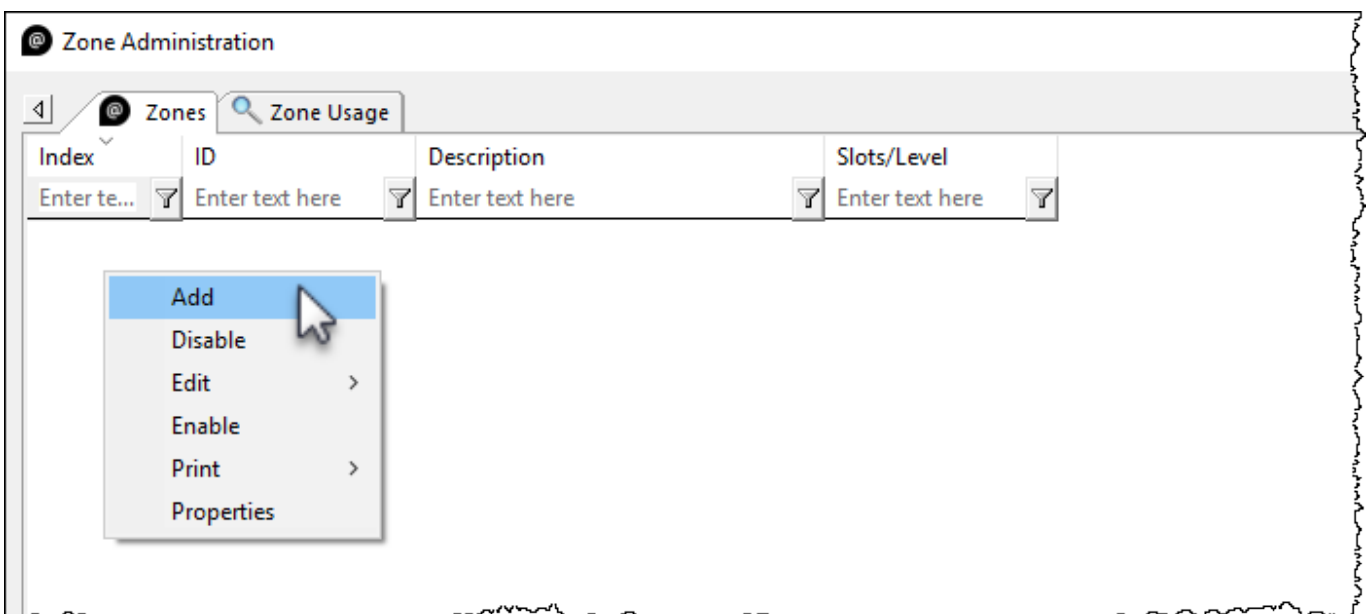 Zone Administration
Zones Zone Usage
Index ID Description Slots/Level
Enter te... Enter text here Enter text here Enter text here
Add
Disable
Edit
Enable
Print
Properties